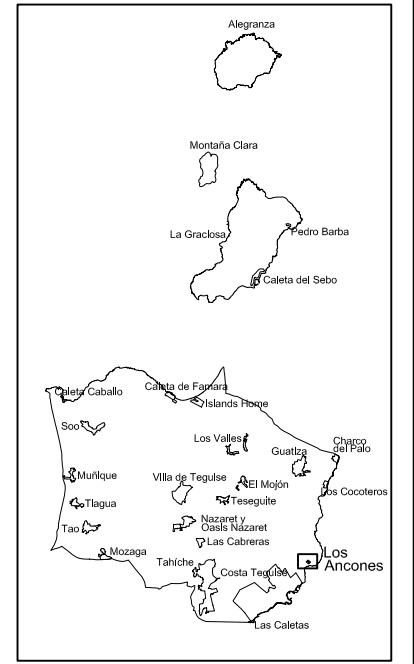 Alegranza
Montaña Clara
La Graciosa
Pedro Barba
Caleta del Sebo
Caleta Caballo
Caleta de Famara
Islands Home
Soo
Los Valles
Charco
del Palo
Guatiza
Muñique
Villa de Teguise
El Mojón
Los Cocoteros
Tiagua
Teseguite
Tao
Nazaret y
Oasis Nazaret
Las Cabreras
Mozaga
Tahíche
Costa Teguise
Los
Ancones
Las Caletas